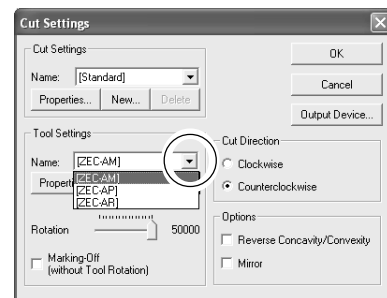 Cut Settings
Cut Settings
Name: [Standard]
Properties... New... Delete
OK
Cancel
Output Device...
Tool Settings
Name: [ZEC-AM]
[ZEC-AM]
[ZEC-AP]
[ZEC-AR]
Rotation 50000
Marking-Off
(without Tool Rotation)
Cut Direction
Clockwise
Counterclockwise
Options
Reverse Concavity/Convexity
Mirror